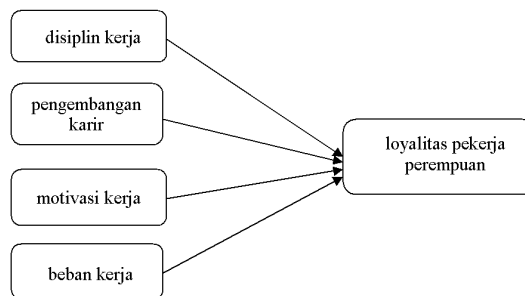 disiplin kerja
pengembangan
karir
motivasi kerja
beban kerja
loyalitas pekerja
perempuan